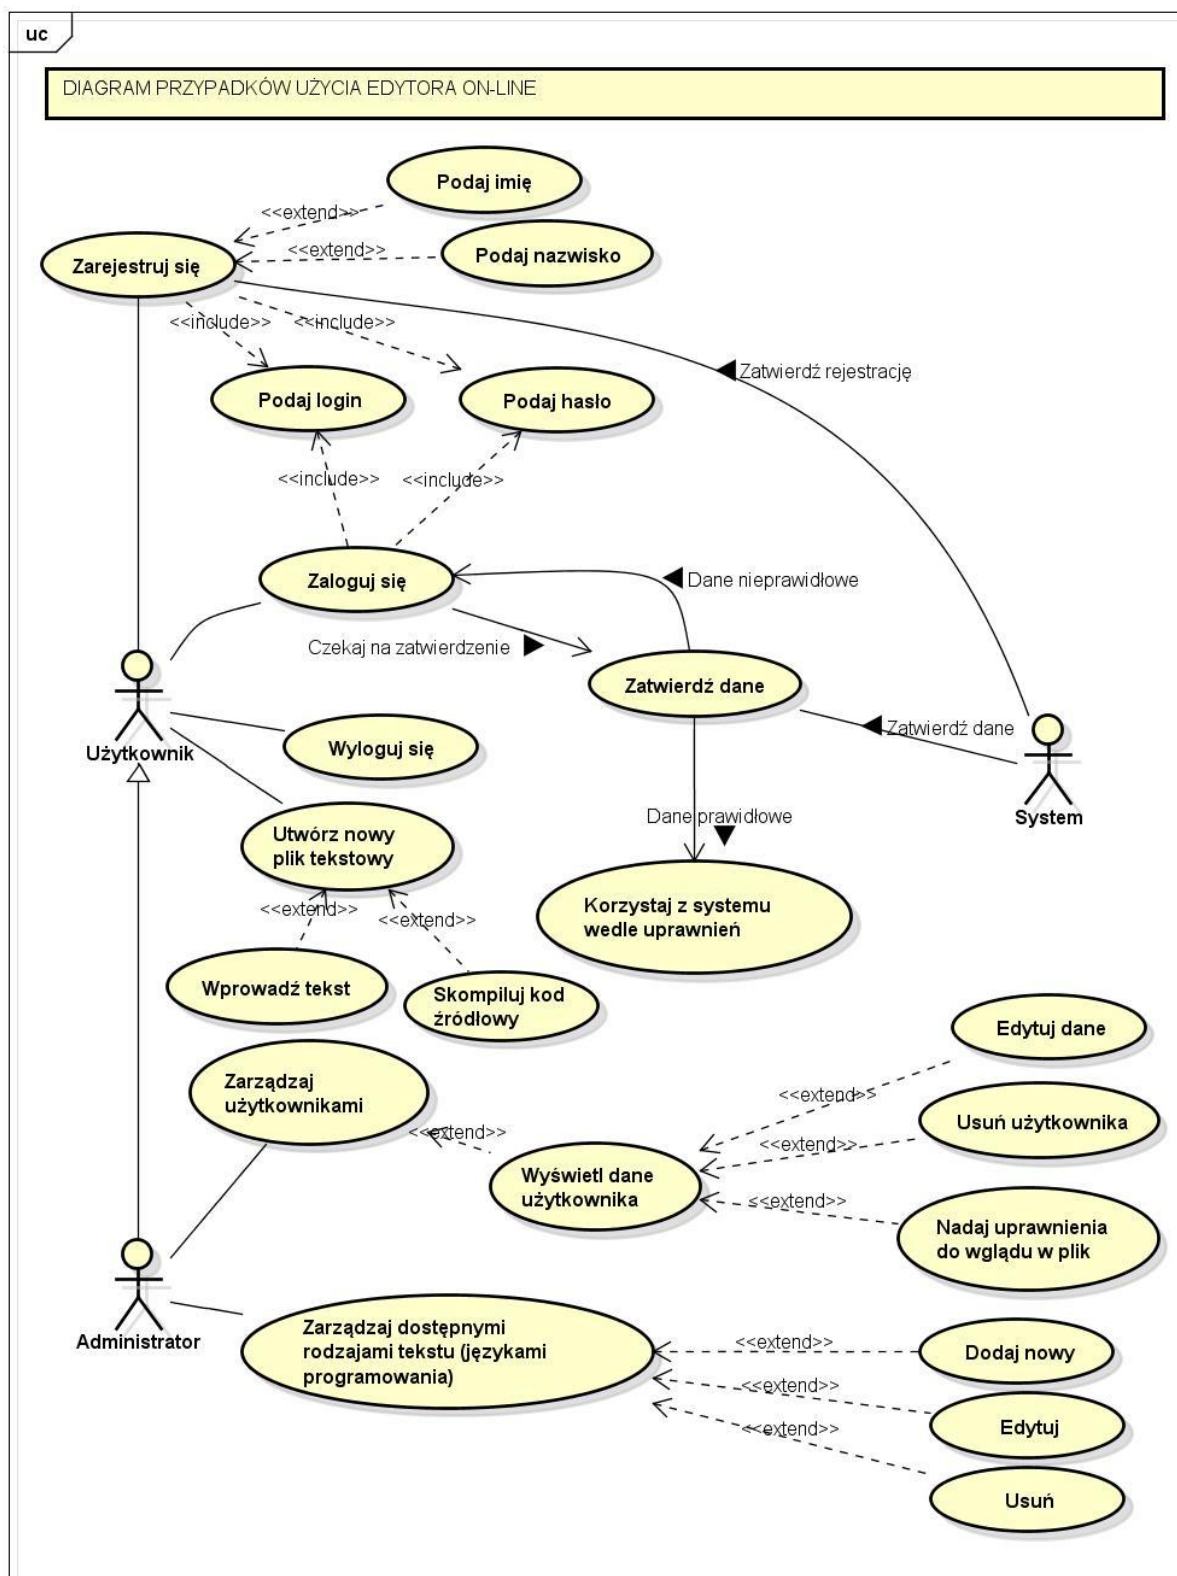 uc
DIAGRAM PRZYPADKÓW UŻYCIA EDYTORA ON-LINE
Podaj imię
<<extend>>
Podaj nazwisko
<<extend>>
Zarejestruj się
<<include>>
<<include>>
Zatwierdź rejestrację
Podaj login
Podaj hasło
<<include>>
<<include>>
Zaloguj się
Dane nieprawidłowe
Czekaj na zatwierdzenie
Zatwierdź dane
Zatwierdź dane
Wyloguj się
Użytkownik
System
Dane prawidłowe
Utwórz nowy
plik tekstowy
<<extend>>
<<extend>>
Korzystaj z systemu
wedle uprawnień
Wprowadź tekst
Skompiluj kod
źródłowy
Edytuj dane
Zarządzaj
użytkownikami
<<extend>>
Usuń użytkownika
<<extend>>
<<extend>>
Wyświetl dane
użytkownika
<<extend>>
Nadaj uprawnienia
do wglądu w plik
Administrator
Zarządzaj dostępnymi
rodzajami tekstu (językami
programowania)
<<extend>>
Dodaj nowy
<<extend>>
Edytuj
<<extend>>
Usuń